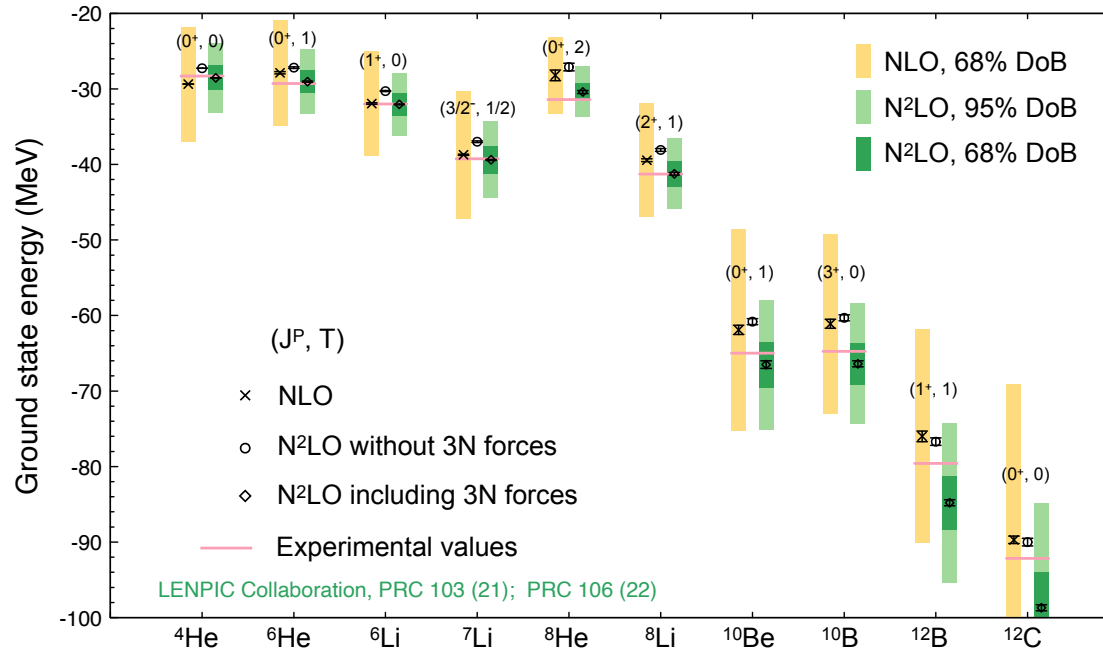 Ground state energy (MeV)
-20
-30
-40
-50
-60
-70
-80
-90
-100
(0⁺, 0)
(0⁺, 1)
(1⁺, 0)
(3/2⁻, 1/2)
(0⁺, 2)
(2⁺, 1)
(0⁺, 1)
(3⁺, 0)
(1⁺, 1)
(0⁺, 0)
NLO, 68% DoB
N²LO, 95% DoB
N²LO, 68% DoB
(Jᴾ, T)
NLO
N²LO without 3N forces
N²LO including 3N forces
Experimental values
LENPIC Collaboration, PRC 103 (21); PRC 106 (22)
⁴He ⁶He ⁶Li ⁷Li ⁸He ⁸Li ¹⁰Be ¹⁰B ¹²B ¹²C